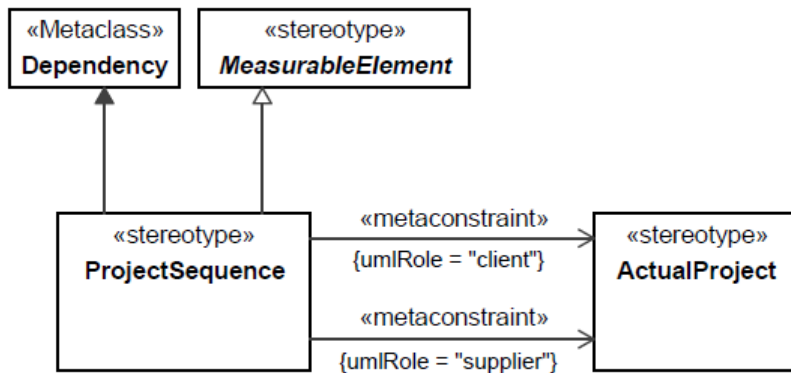 «Metaclass»
Dependency
«stereotype»
MeasurableElement
«stereotype»
ProjectSequence
«metaconstraint»
{umlRole = "client"}
«metaconstraint»
{umlRole = "supplier"}
«stereotype»
ActualProject